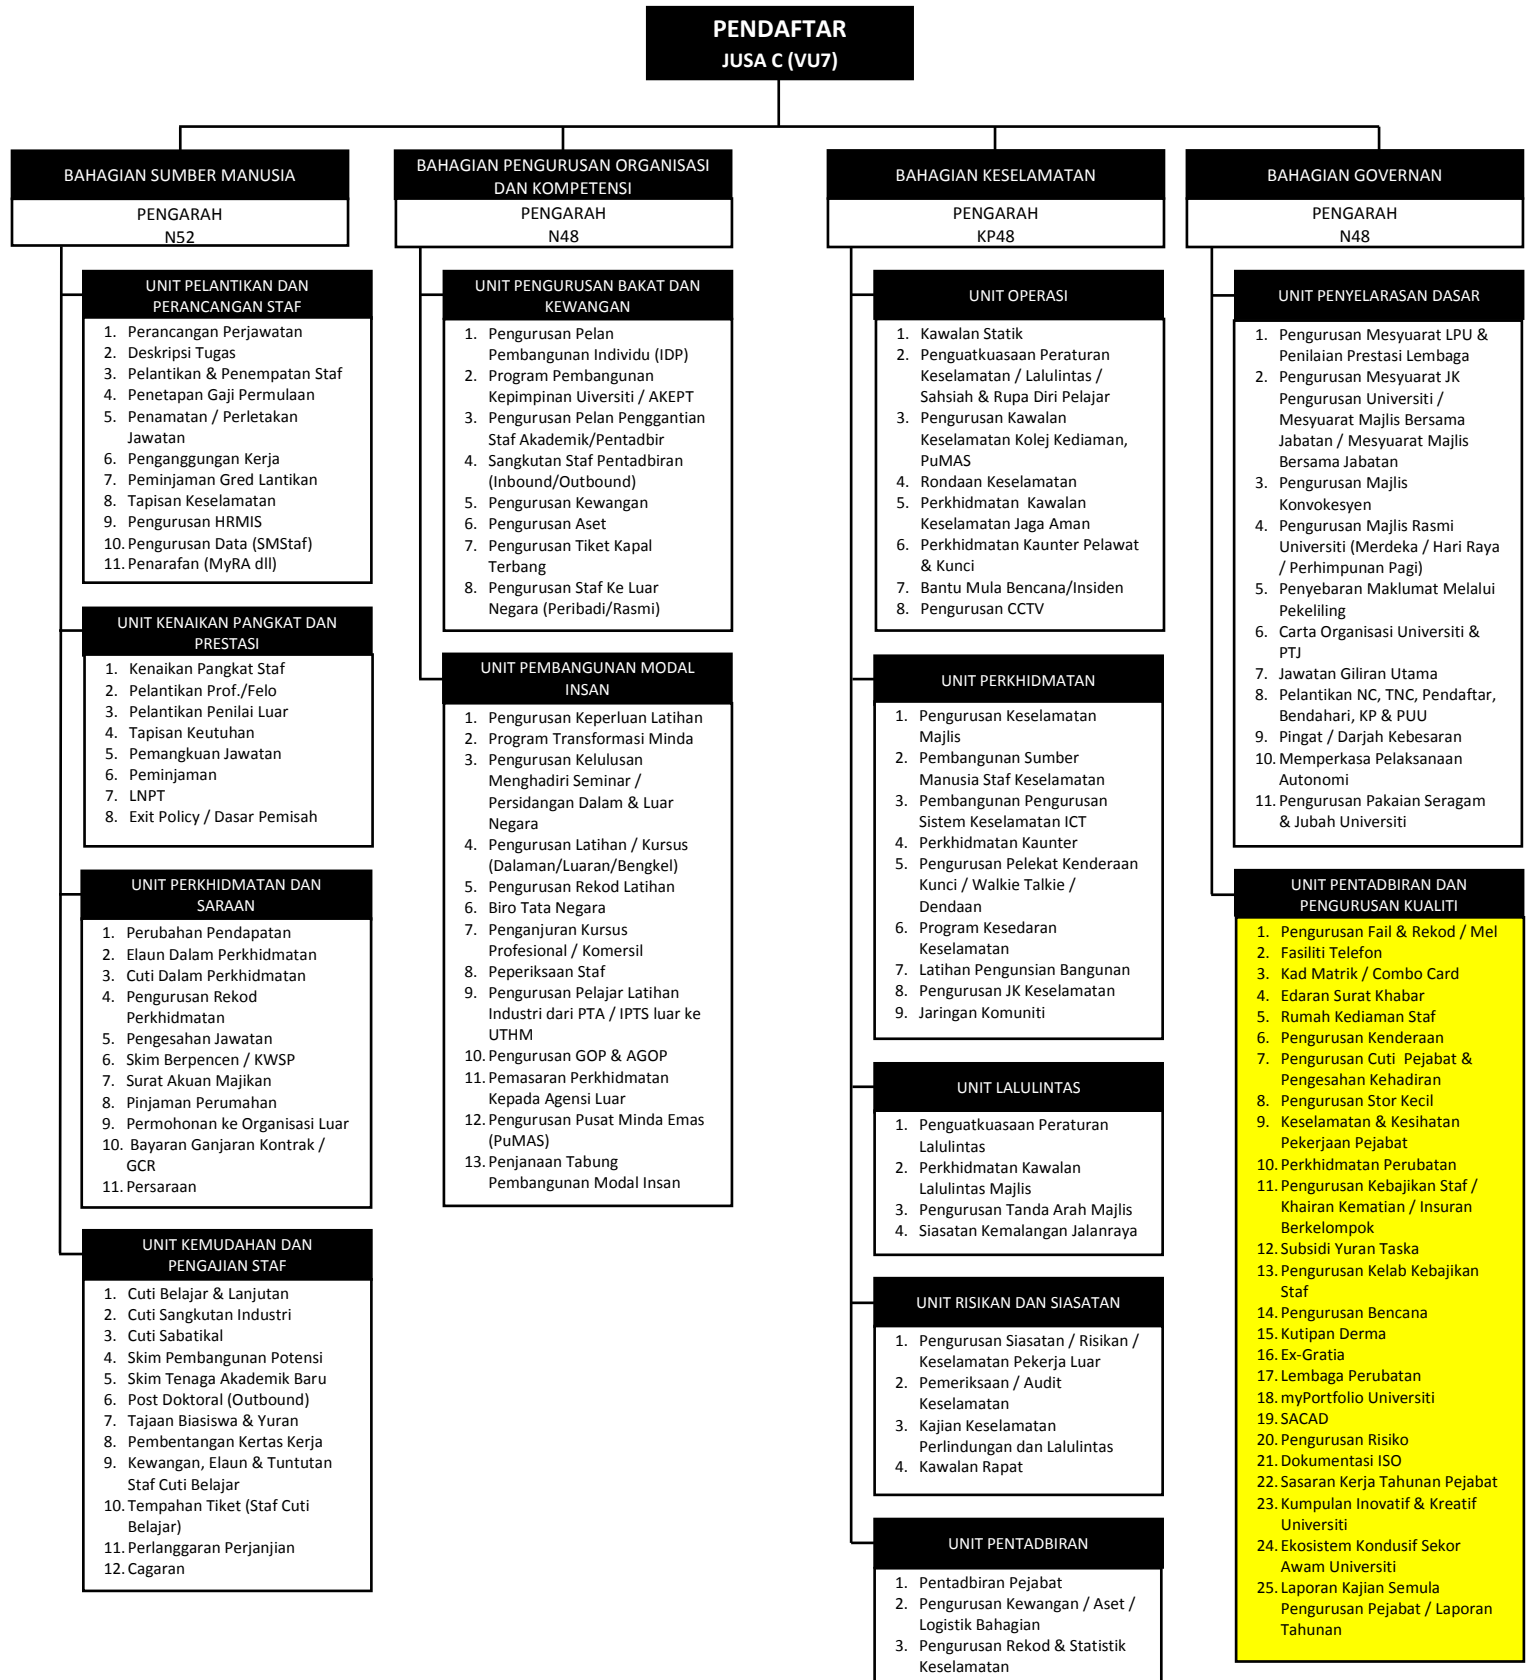 PENDAFTAR
JUSA C (VU7)
BAHAGIAN SUMBER MANUSIA
PENGARAH
N52
UNIT PELANTIKAN DAN
PERANCANGAN STAF
1. Perancangan Perjawatan
2. Deskripsi Tugas
3. Pelantikan & Penempatan Staf
4. Penetapan Gaji Permulaan
5. Penamatan / Perletakan
Jawatan
6. Penganggungan Kerja
7. Peminjaman Gred Lantikan
8. Tapisan Keselamatan
9. Pengurusan HRMIS
10. Pengurusan Data (SMStaf)
11. Penarafan (MyRA dll)
UNIT KENAIKAN PANGKAT DAN
PRESTASI
1. Kenaikan Pangkat Staf
2. Pelantikan Prof./Felo
3. Pelantikan Penilai Luar
4. Tapisan Keutuhan
5. Pemangkuan Jawatan
6. Peminjaman
7. LNPT
8. Exit Policy / Dasar Pemisah
UNIT PERKHIDMATAN DAN
SARAAN
1. Perubahan Pendapatan
2. Elaun Dalam Perkhidmatan
3. Cuti Dalam Perkhidmatan
4. Pengurusan Rekod
Perkhidmatan
5. Pengesahan Jawatan
6. Skim Berpencen / KWSP
7. Surat Akuan Majikan
8. Pinjaman Perumahan
9. Permohonan ke Organisasi Luar
10. Bayaran Ganjaran Kontrak /
GCR
11. Persaraan
UNIT KEMUDAHAN DAN
PENGAJIAN STAF
1. Cuti Belajar & Lanjutan
2. Cuti Sangkutan Industri
3. Cuti Sabatikal
4. Skim Pembangunan Potensi
5. Skim Tenaga Akademik Baru
6. Post Doktoral (Outbound)
7. Tajaan Biasiswa & Yuran
8. Pembentangan Kertas Kerja
9. Kewangan, Elaun & Tuntutan
Staf Cuti Belajar
10. Tempahan Tiket (Staf Cuti
Belajar)
11. Perlanggaran Perjanjian
12. Cagaran
BAHAGIAN PENGURUSAN ORGANISASI
DAN KOMPETENSI
PENGARAH
N48
UNIT PENGURUSAN BAKAT DAN
KEWANGAN
1. Pengurusan Pelan
Pembangunan Individu (IDP)
2. Program Pembangunan
Kepimpinan Uiversiti / AKEPT
3. Pengurusan Pelan Penggantian
Staf Akademik/Pentadbir
4. Sangkutan Staf Pentadbiran
(Inbound/Outbound)
5. Pengurusan Kewangan
6. Pengurusan Aset
7. Pengurusan Tiket Kapal
Terbang
8. Pengurusan Staf Ke Luar
Negara (Peribadi/Rasmi)
UNIT PEMBANGUNAN MODAL
INSAN
1. Pengurusan Keperluan Latihan
2. Program Transformasi Minda
3. Pengurusan Kelulusan
Menghadiri Seminar /
Persidangan Dalam & Luar
Negara
4. Pengurusan Latihan / Kursus
(Dalaman/Luaran/Bengkel)
5. Pengurusan Rekod Latihan
6. Biro Tata Negara
7. Penganjuran Kursus
Profesional / Komersil
8. Peperiksaan Staf
9. Pengurusan Pelajar Latihan
Industri dari PTA / IPTS luar ke
UTHM
10. Pengurusan GOP & AGOP
11. Pemasaran Perkhidmatan
Kepada Agensi Luar
12. Pengurusan Pusat Minda Emas
(PuMAS)
13. Penjanaan Tabung
Pembangunan Modal Insan
BAHAGIAN KESELAMATAN
PENGARAH
KP48
UNIT OPERASI
1. Kawalan Statik
2. Penguatkuasaan Peraturan
Keselamatan / Lalulintas /
Sahsiah & Rupa Diri Pelajar
3. Pengurusan Kawalan
Keselamatan Kolej Kediaman,
PuMAS
4. Rondaan Keselamatan
5. Perkhidmatan Kawalan
Keselamatan Jaga Aman
6. Perkhidmatan Kaunter Pelawat
& Kunci
7. Bantu Mula Bencana/Insiden
8. Pengurusan CCTV
UNIT PERKHIDMATAN
1. Pengurusan Keselamatan
Majlis
2. Pembangunan Sumber
Manusia Staf Keselamatan
3. Pembangunan Pengurusan
Sistem Keselamatan ICT
4. Perkhidmatan Kaunter
5. Pengurusan Pelekat Kenderaan
Kunci / Walkie Talkie /
Dendaan
6. Program Kesedaran
Keselamatan
7. Latihan Pengunsian Bangunan
8. Pengurusan JK Keselamatan
9. Jaringan Komuniti
UNIT LALULINTAS
1. Penguatkuasaan Peraturan
Lalulintas
2. Perkhidmatan Kawalan
Lalulintas Majlis
3. Pengurusan Tanda Arah Majlis
4. Siasatan Kemalangan Jalanraya
UNIT RISIKAN DAN SIASATAN
1. Pengurusan Siasatan / Risikan /
Keselamatan Pekerja Luar
2. Pemeriksaan / Audit
Keselamatan
3. Kajian Keselamatan
Perlindungan dan Lalulintas
4. Kawalan Rapat
UNIT PENTADBIRAN
1. Pentadbiran Pejabat
2. Pengurusan Kewangan / Aset /
Logistik Bahagian
3. Pengurusan Rekod & Statistik
Keselamatan
BAHAGIAN GOVERNAN
PENGARAH
N48
UNIT PENYELARASAN DASAR
1. Pengurusan Mesyuarat LPU &
Penilaian Prestasi Lembaga
2. Pengurusan Mesyuarat JK
Pengurusan Universiti /
Mesyuarat Majlis Bersama
Jabatan / Mesyuarat Majlis
Bersama Jabatan
3. Pengurusan Majlis
Konvokesyen
4. Pengurusan Majlis Rasmi
Universiti (Merdeka / Hari Raya
/ Perhimpunan Pagi)
5. Penyebaran Maklumat Melalui
Pekeliling
6. Carta Organisasi Universiti &
PTJ
7. Jawatan Giliran Utama
8. Pelantikan NC, TNC, Pendaftar,
Bendahari, KP & PUU
9. Pingat / Darjah Kebesaran
10. Memperkasa Pelaksanaan
Autonomi
11. Pengurusan Pakaian Seragam
& Jubah Universiti
UNIT PENTADBIRAN DAN
PENGURUSAN KUALITI
1. Pengurusan Fail & Rekod / Mel
2. Fasiliti Telefon
3. Kad Matrik / Combo Card
4. Edaran Surat Khabar
5. Rumah Kediaman Staf
6. Pengurusan Kenderaan
7. Pengurusan Cuti Pejabat &
Pengesahan Kehadiran
8. Pengurusan Stor Kecil
9. Keselamatan & Kesihatan
Pekerjaan Pejabat
10. Perkhidmatan Perubatan
11. Pengurusan Kebajikan Staf /
Khairan Kematian / Insuran
Berkelompok
12. Subsidi Yuran Taska
13. Pengurusan Kelab Kebajikan
Staf
14. Pengurusan Bencana
15. Kutipan Derma
16. Ex-Gratia
17. Lembaga Perubatan
18. myPortfolio Universiti
19. SACAD
20. Pengurusan Risiko
21. Dokumentasi ISO
22. Sasaran Kerja Tahunan Pejabat
23. Kumpulan Inovatif & Kreatif
Universiti
24. Ekosistem Kondusif Sekor
Awam Universiti
25. Laporan Kajian Semula
Pengurusan Pejabat / Laporan
Tahunan